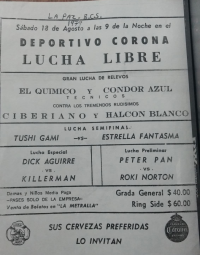 LA PAZ, B.C.S.
1979
Sábado 18 de Agosto a las 9 de la Noche en el
DEPORTIVO CORONA
LUCHA LIBRE
GRAN LUCHA DE RELEVOS
EL QUIMICO Y CONDOR AZUL
TECNICOS
CONTRA LOS TREMENDOS RUDISIMOS
CIBERIANO Y HALCON BLANCO
LUCHA SEMIFINAL:
TUSHI GAMI -vs- ESTRELLA FANTASMA
Lucha Especial
DICK AGUIRRE
- VS -
KILLERMAN
Lucha Preliminar
PETER PAN
- VS -
ROKI NORTON
Damas y Niños Media Paga
-PASES SOLO DE LA EMPRESA-
Venta de Boletos en "LA METRALLA"
Grada General $ 40.00
Ring Side $ 60.00
SUS CERVEZAS PREFERIDAS
LO INVITAN
Corona